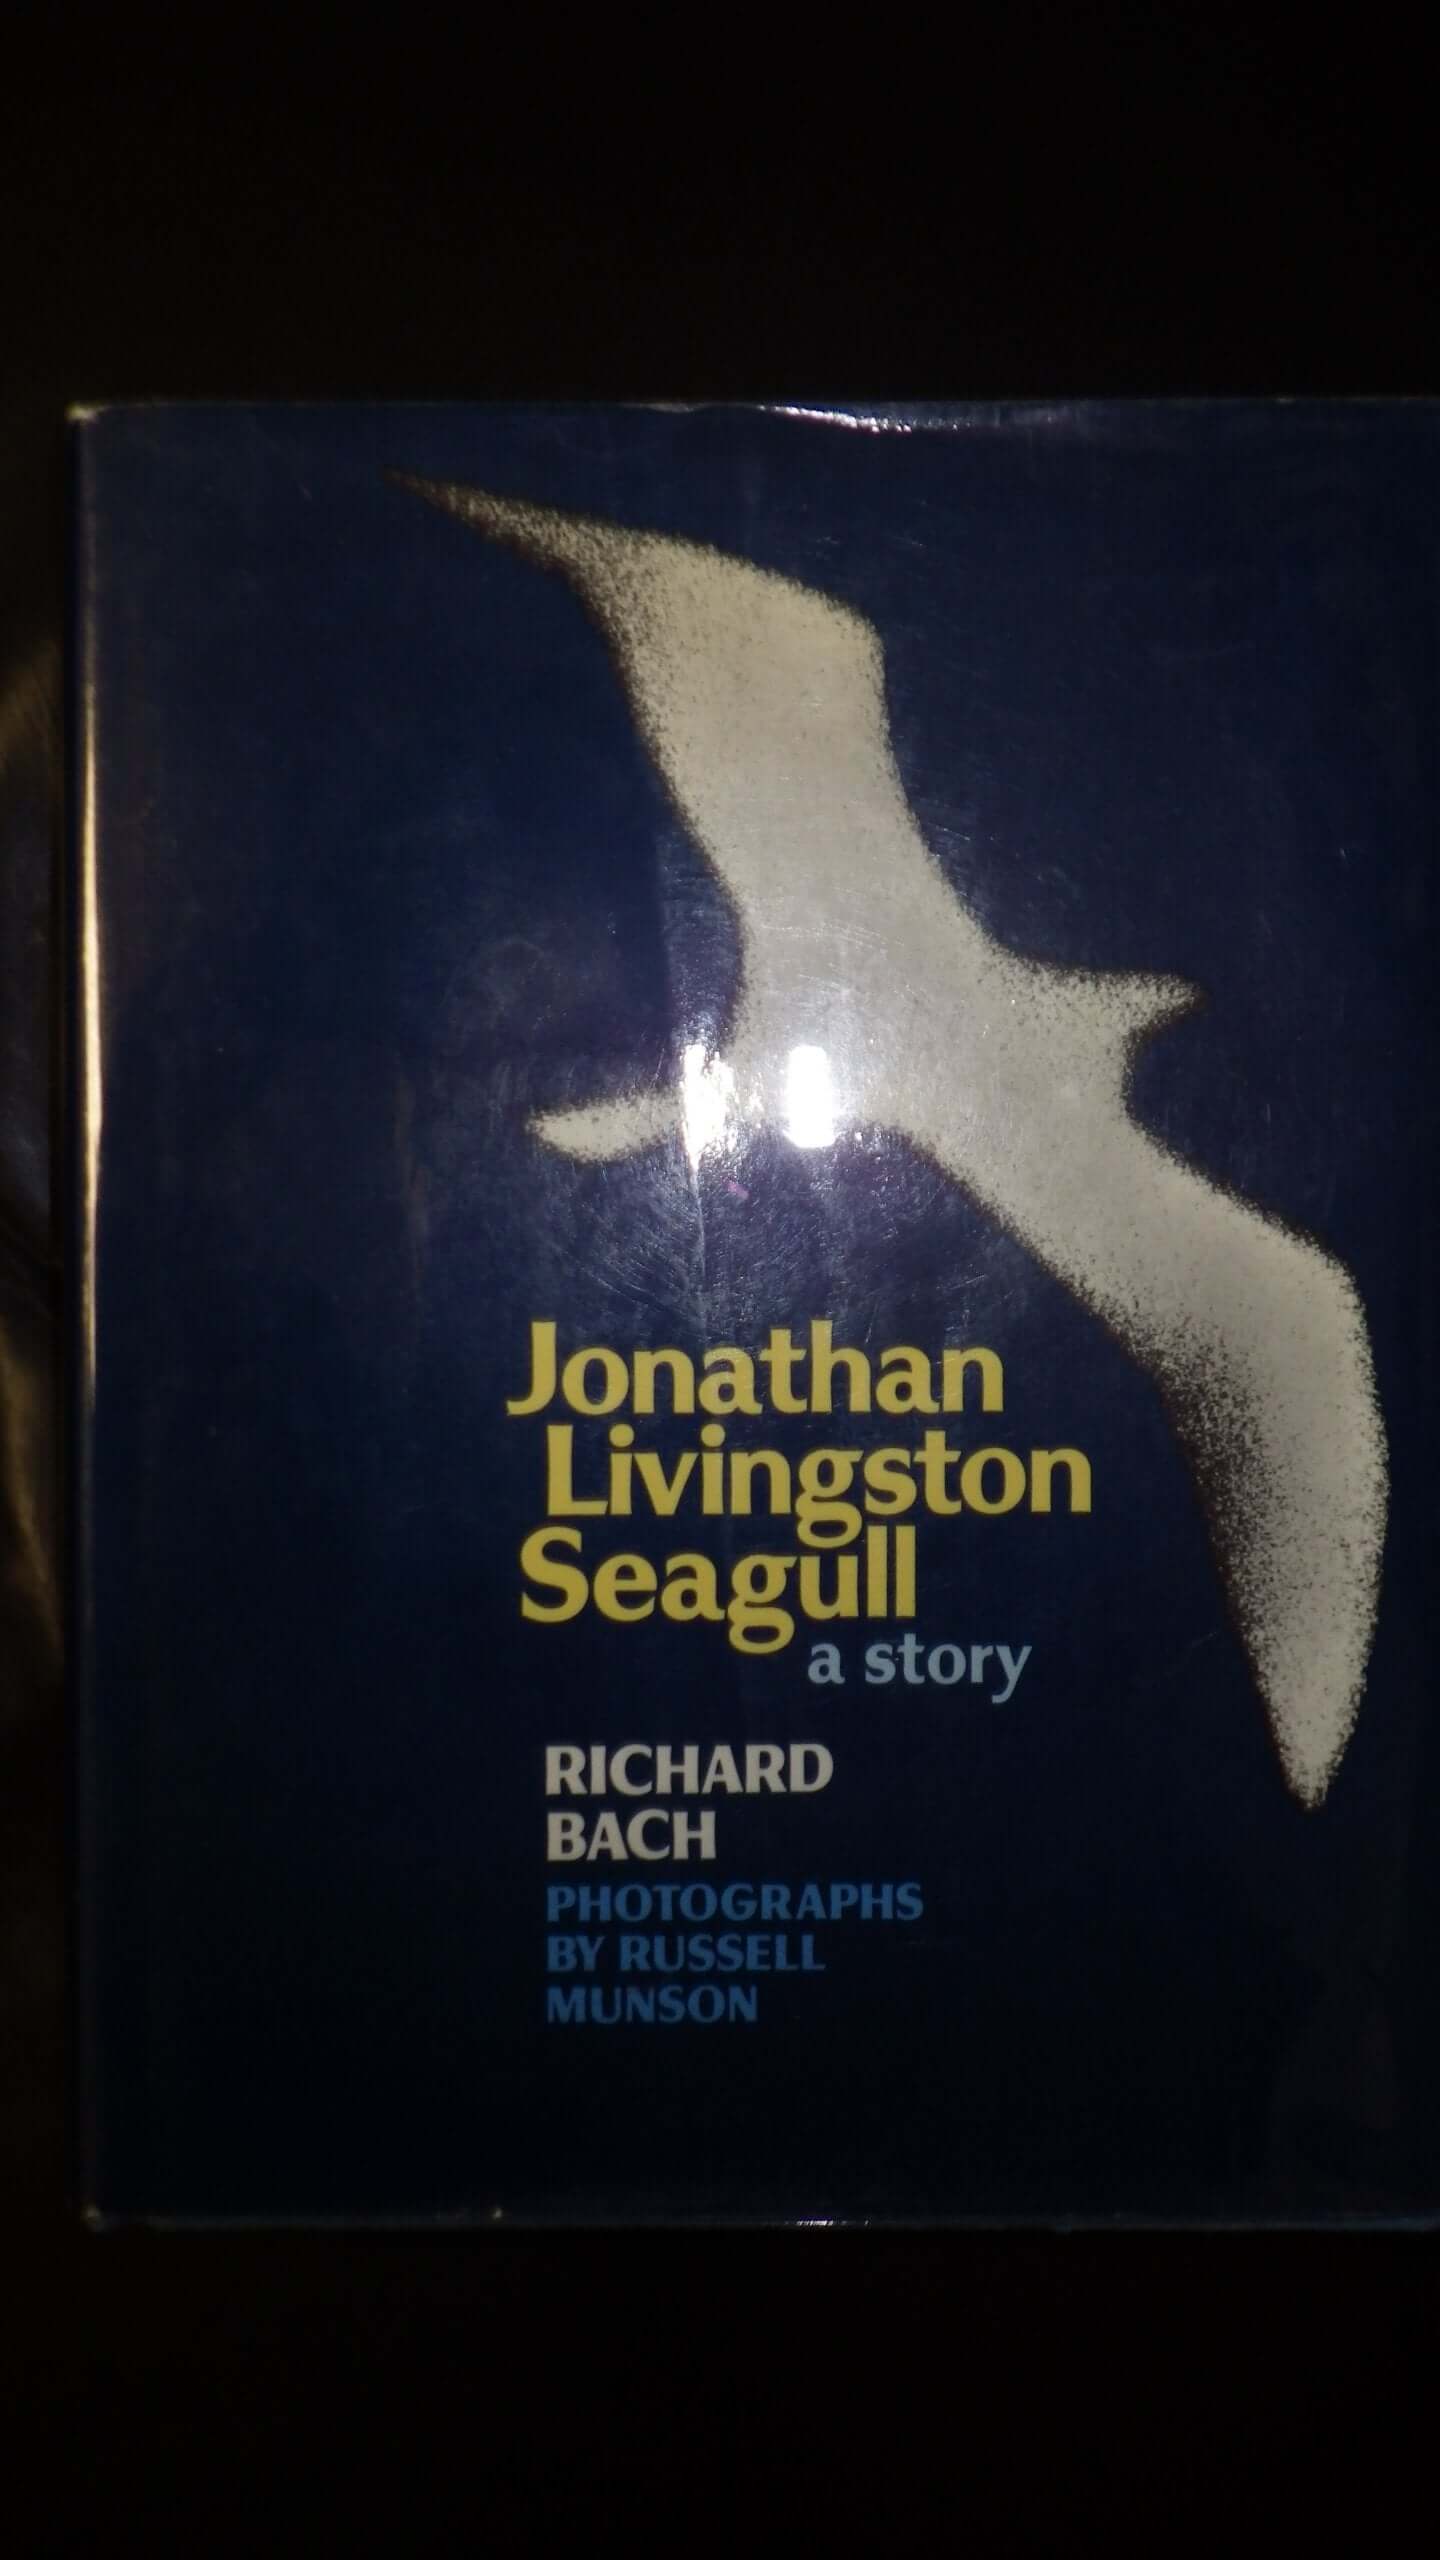 Jonathan
Livingston
Seagull
a story
RICHARD
BACH
PHOTOGRAPHS
BY RUSSELL
MUNSON